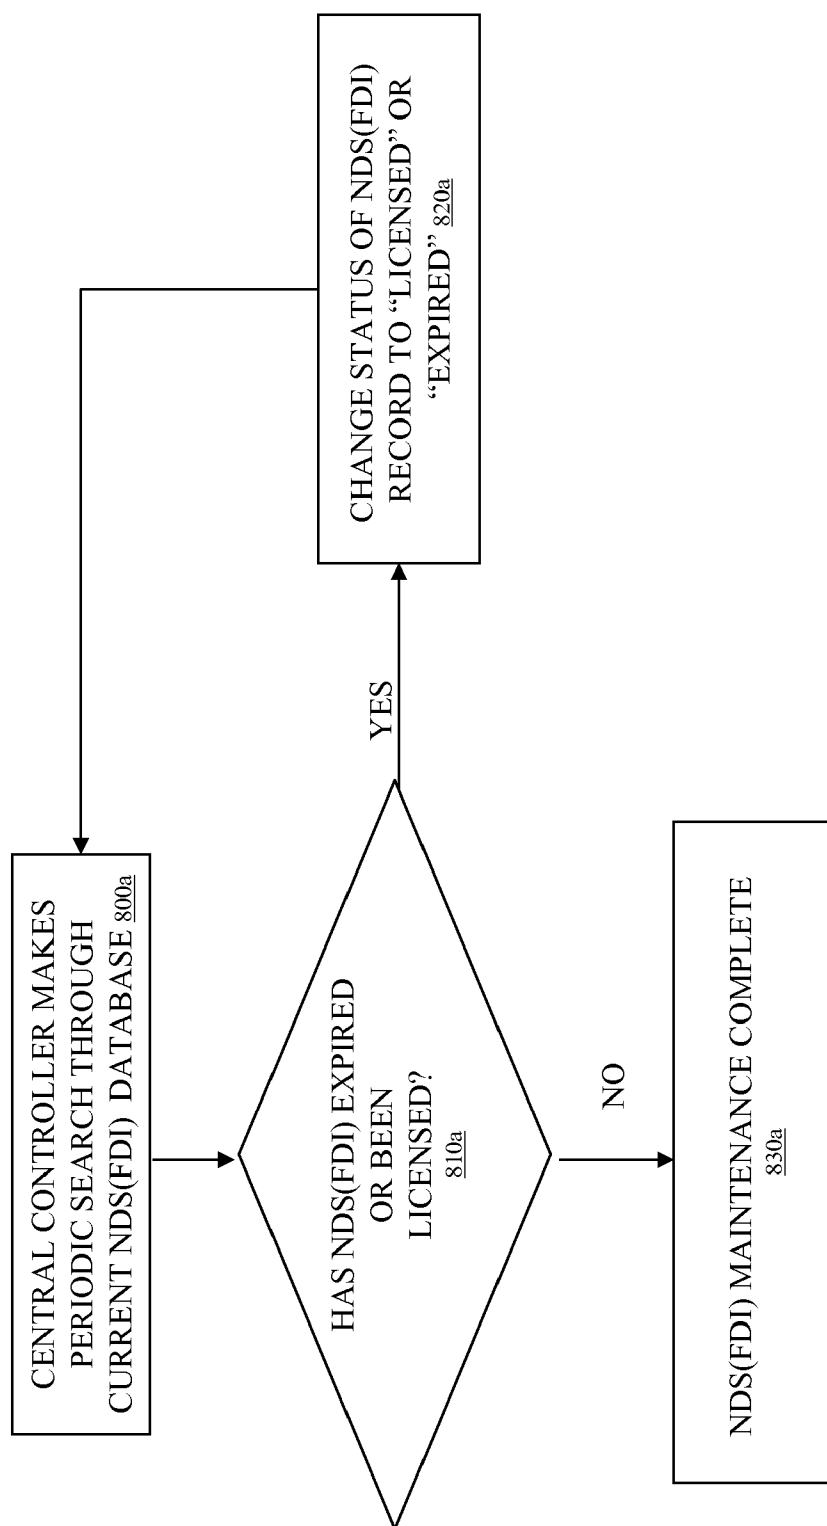 CENTRAL CONTROLLER MAKES
PERIODIC SEARCH THROUGH
CURRENT NDS(FDI) DATABASE 800a
HAS NDS(FDI) EXPIRED
OR BEEN
LICENSED?
810a
YES
CHANGE STATUS OF NDS(FDI)
RECORD TO “LICENSED” OR
“EXPIRED” 820a
NO
NDS(FDI) MAINTENANCE COMPLETE
830a